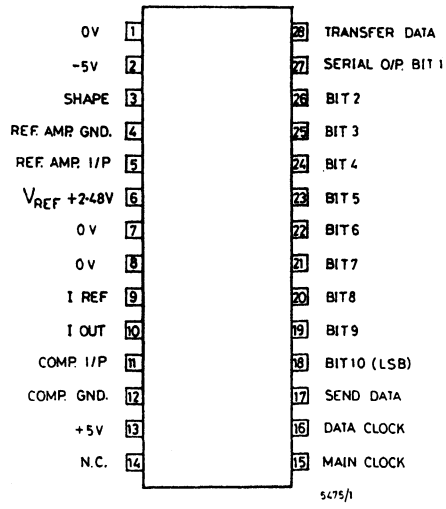 0V 1 28 TRANSFER DATA
-5V 2 27 SERIAL O/P. BIT 1
SHAPE 3 26 BIT 2
REF. AMP. GND. 4 25 BIT 3
REF. AMP. I/P 5 24 BIT 4
VREF +2·48V 6 23 BIT 5
0V 7 22 BIT6
0V 8 21 BIT7
I REF 9 20 BIT8
I OUT 10 19 BIT9
COMP. I/P 11 18 BIT10 (LSB)
COMP. GND. 12 17 SEND DATA
+5V 13 16 DATA CLOCK
N.C. 14 15 MAIN CLOCK
5475/1